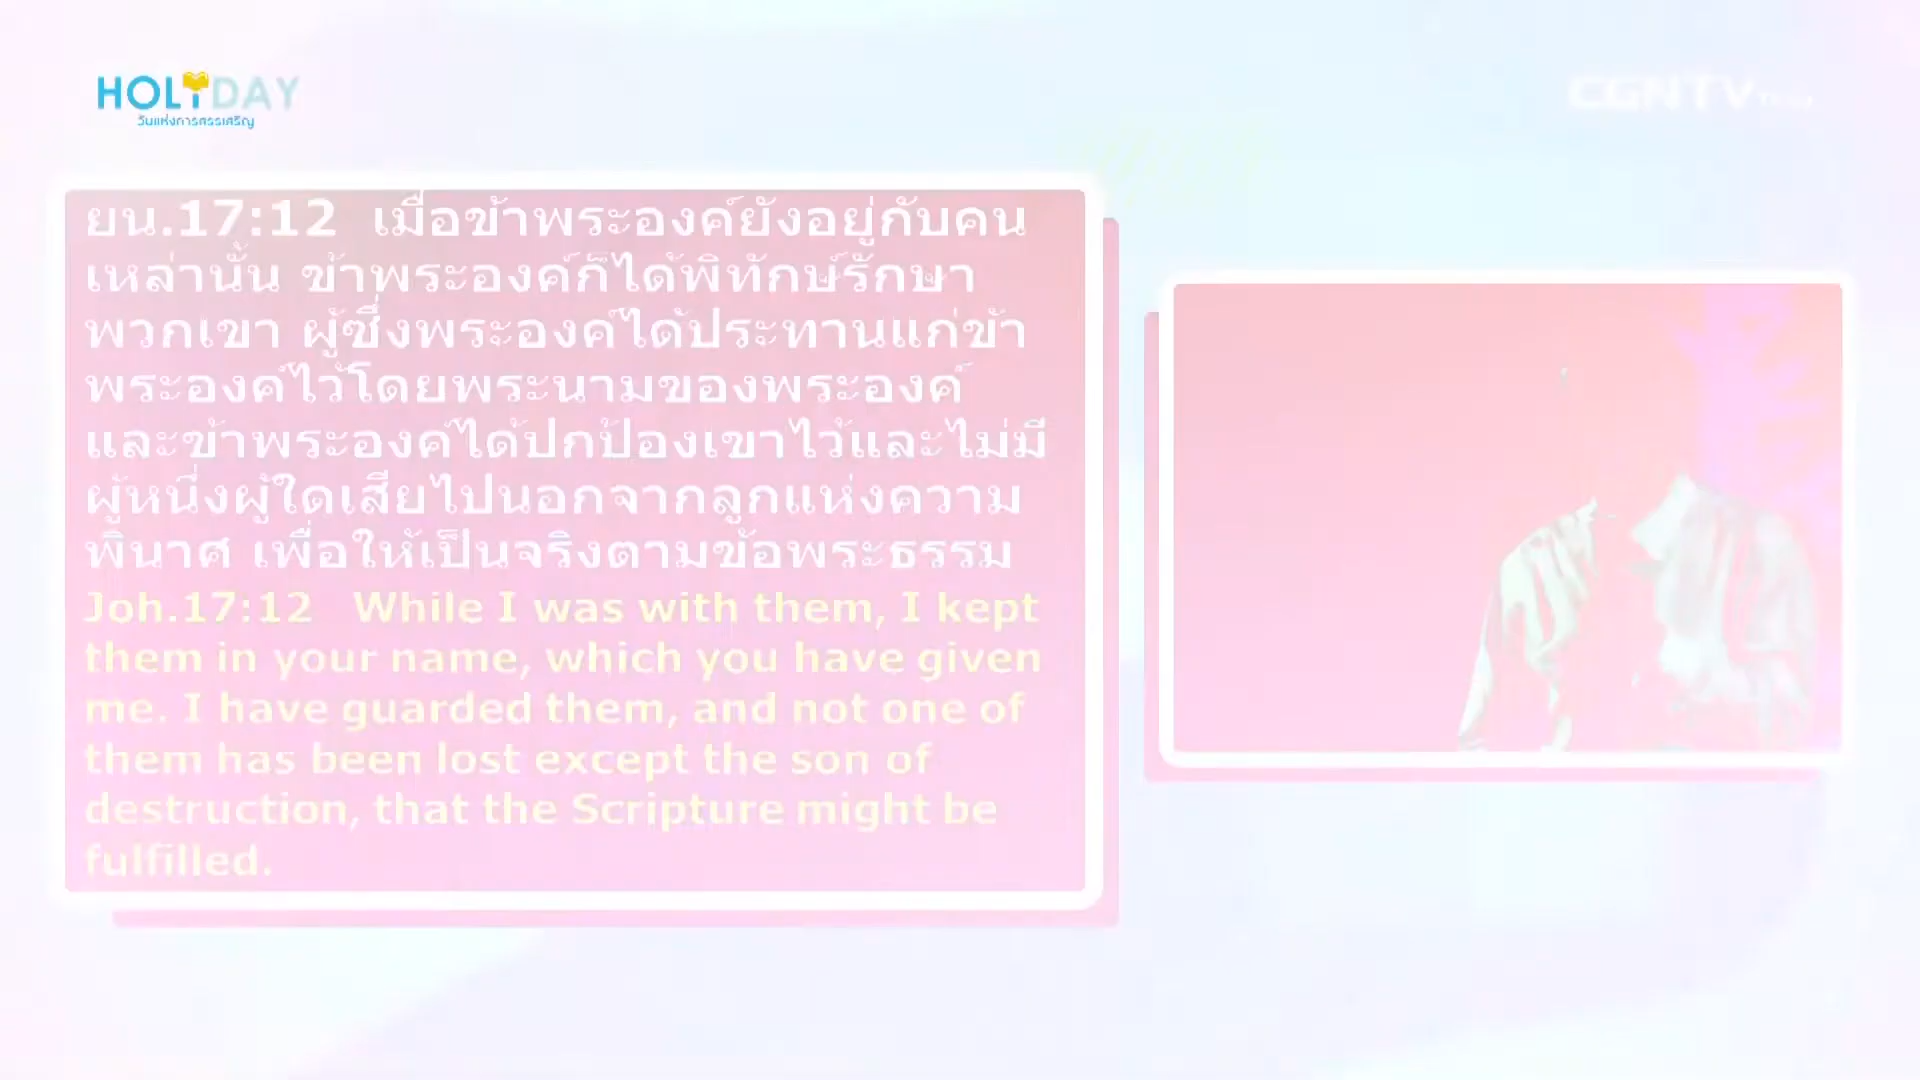 HOLYDAY
วันแห่งการสรรเสริญ
CGNTV Thai
ยน.17:12 เมื่อข้าพระองค์ยังอยู่กับคน
เหล่านั้น ข้าพระองค์ก็ได้พิทักษ์รักษา
พวกเขา ผู้ซึ่งพระองค์ได้ประทานแก่ข้า
พระองค์ไว้โดยพระนามของพระองค์
และข้าพระองค์ได้ปกป้องเขาไว้และไม่มี
ผู้หนึ่งผู้ใดเสียไปนอกจากลูกแห่งความ
พินาศ เพื่อให้เป็นจริงตามข้อพระธรรม
Joh.17:12 While I was with them, I kept
them in your name, which you have given
me. I have guarded them, and not one of
them has been lost except the son of
destruction, that the Scripture might be
fulfilled.